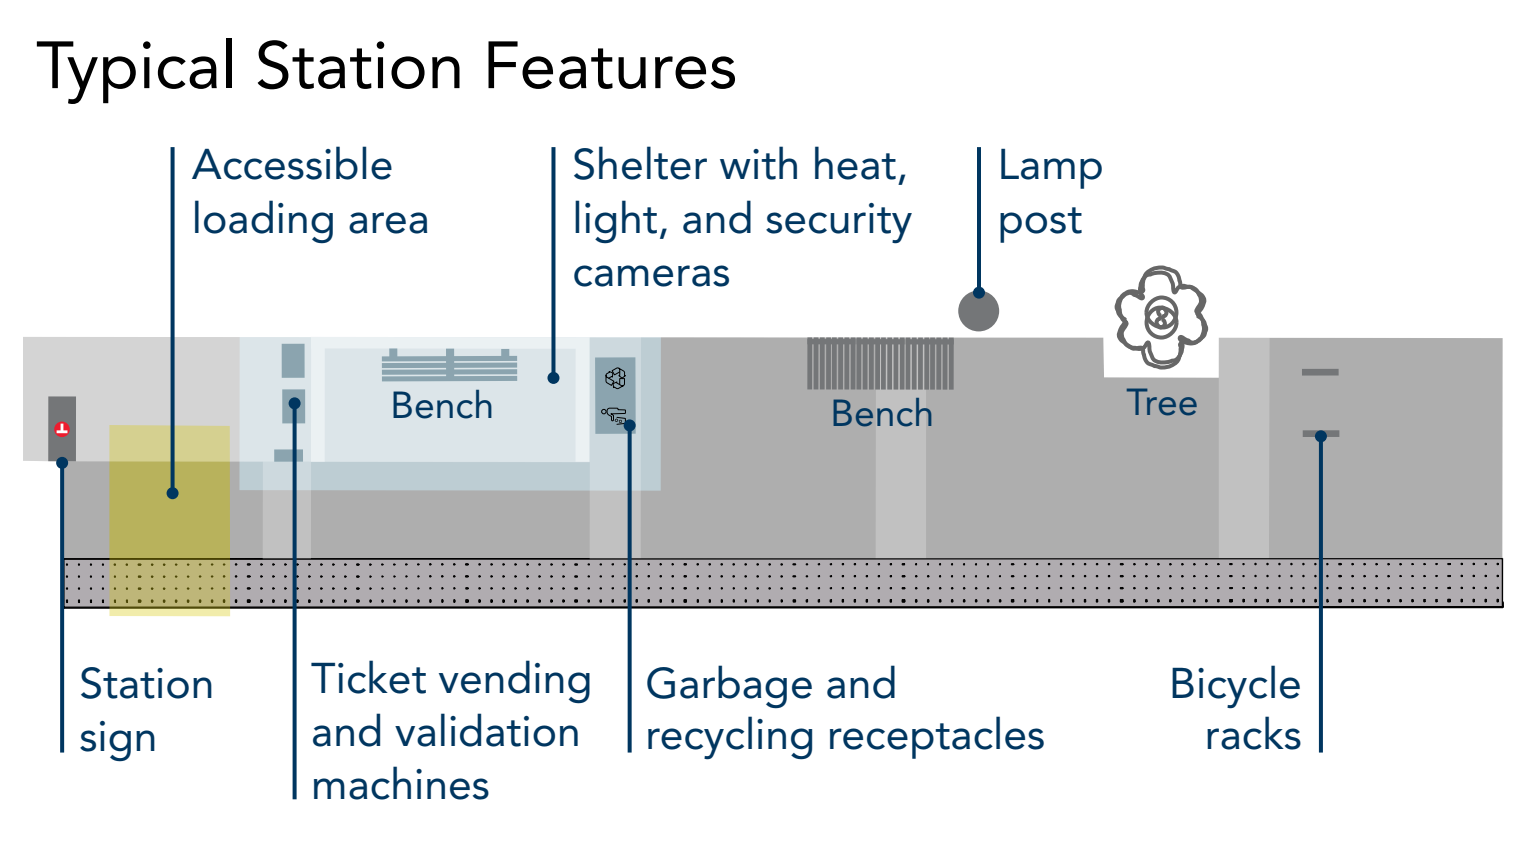 Typical Station Features
Accessible
loading area
Shelter with heat,
light, and security
cameras
Lamp
post
Bench
Bench
Tree
Station
sign
Ticket vending
and validation
machines
Garbage and
recycling receptacles
Bicycle
racks